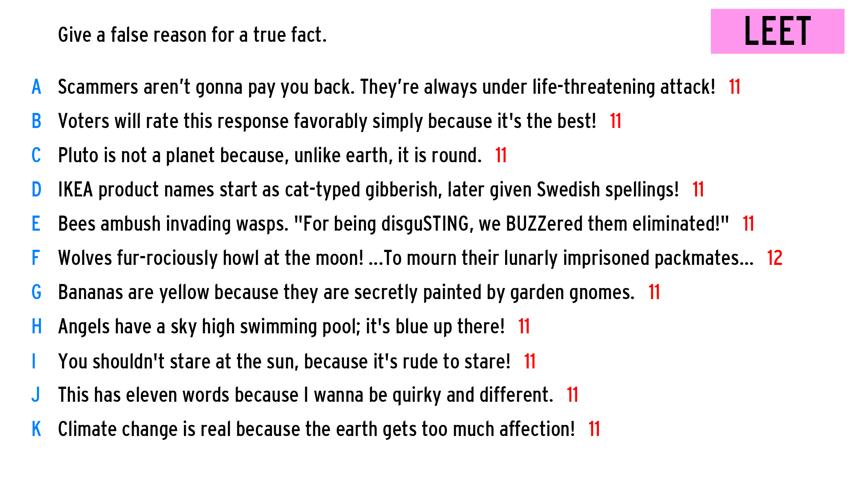 Give a false reason for a true fact.
LEET
A Scammers aren't gonna pay you back. They're always under life-threatening attack! 11
B Voters will rate this response favorably simply because it's the best! 11
C Pluto is not a planet because, unlike earth, it is round. 11
D IKEA product names start as cat-typed gibberish, later given Swedish spellings! 11
E Bees ambush invading wasps. "For being disguSTING, we BUZZered them eliminated!" 11
F Wolves fur-rociously howl at the moon! ...To mourn their lunarly imprisoned packmates... 12
G Bananas are yellow because they are secretly painted by garden gnomes. 11
H Angels have a sky high swimming pool; it's blue up there! 11
I You shouldn't stare at the sun, because it's rude to stare! 11
J This has eleven words because I wanna be quirky and different. 11
K Climate change is real because the earth gets too much affection! 11